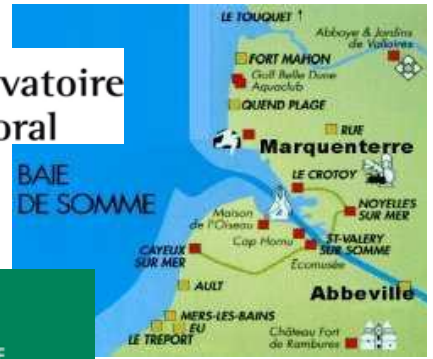 LE TOUQUET ↑
Abbaye & Jardins
de Valloires
FORT MAHON
Golf Belle Dune
Aquaclub
QUEND PLAGE
vatoire
oral
RUE
Marquenterre
BAIE
DE SOMME
LE CROTOY
NOYELLES
SUR MER
Maison
de l'Oiseau
Cap Hornu
ST-VALERY
SUR SOMME
Écomusée
CAYEUX
SUR MER
AULT
Abbeville
MERS-LES-BAINS
EU
LE TREPORT
Château Fort
de Rambures